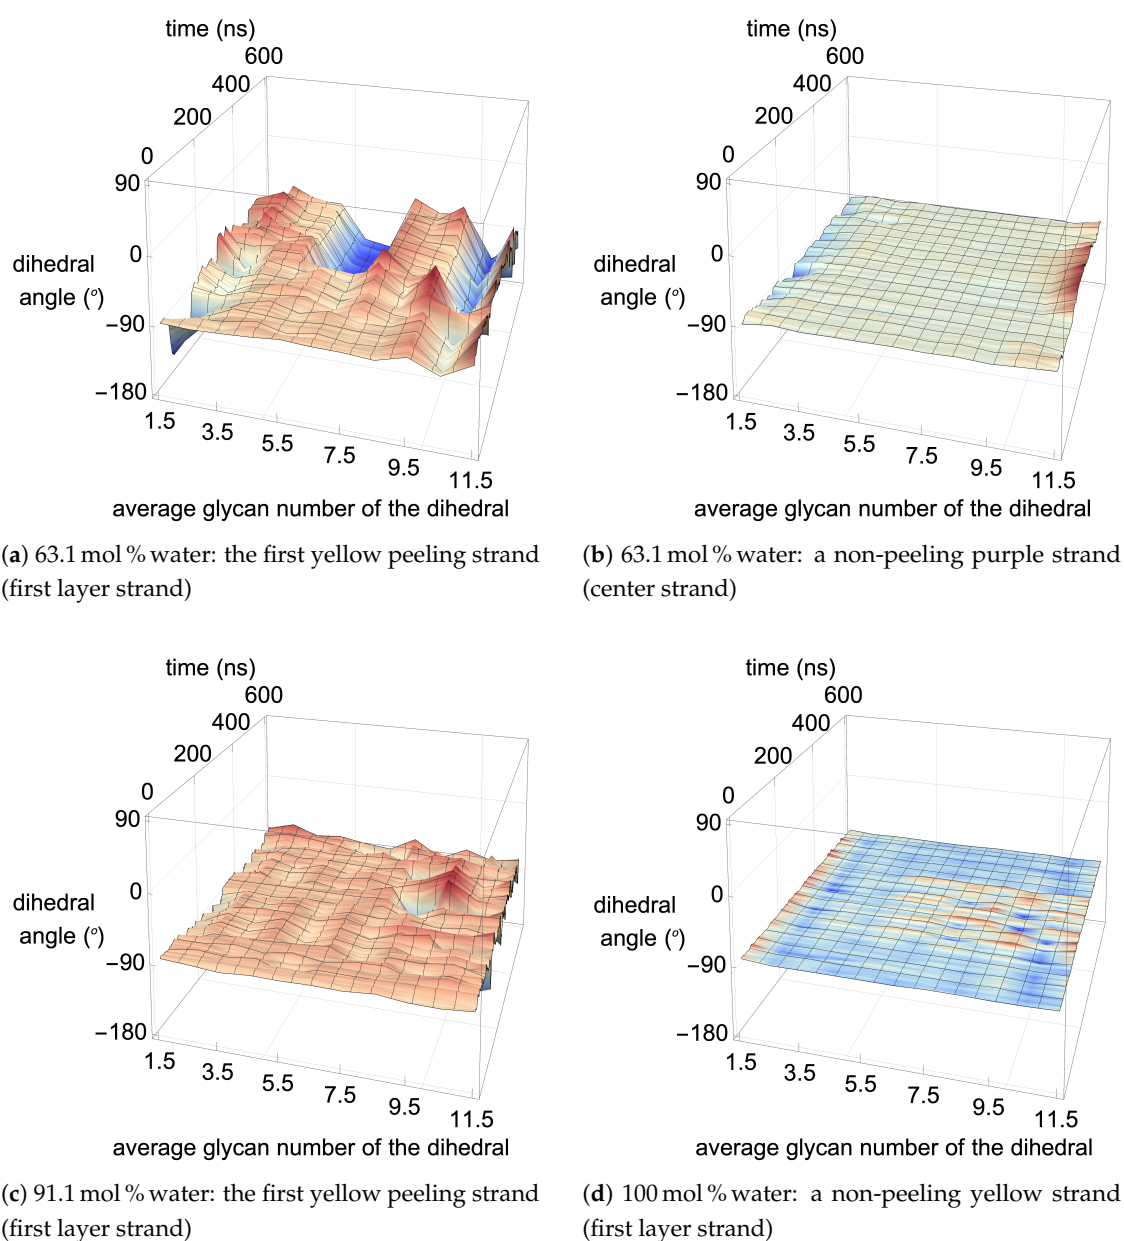 time (ns)
600
400
200
0
90
0
−90
−180
dihedral
angle (º)
1.5
3.5
5.5
7.5
9.5
11.5
average glycan number of the dihedral
(a) 63.1 mol % water: the first yellow peeling strand
(first layer strand)
time (ns)
600
400
200
0
90
0
−90
−180
dihedral
angle (º)
1.5
3.5
5.5
7.5
9.5
11.5
average glycan number of the dihedral
(b) 63.1 mol % water: a non-peeling purple strand
(center strand)
time (ns)
600
400
200
0
90
0
−90
−180
dihedral
angle (º)
1.5
3.5
5.5
7.5
9.5
11.5
average glycan number of the dihedral
(c) 91.1 mol % water: the first yellow peeling strand
(first layer strand)
time (ns)
600
400
200
0
90
0
−90
−180
dihedral
angle (º)
1.5
3.5
5.5
7.5
9.5
11.5
average glycan number of the dihedral
(d) 100 mol % water: a non-peeling yellow strand
(first layer strand)